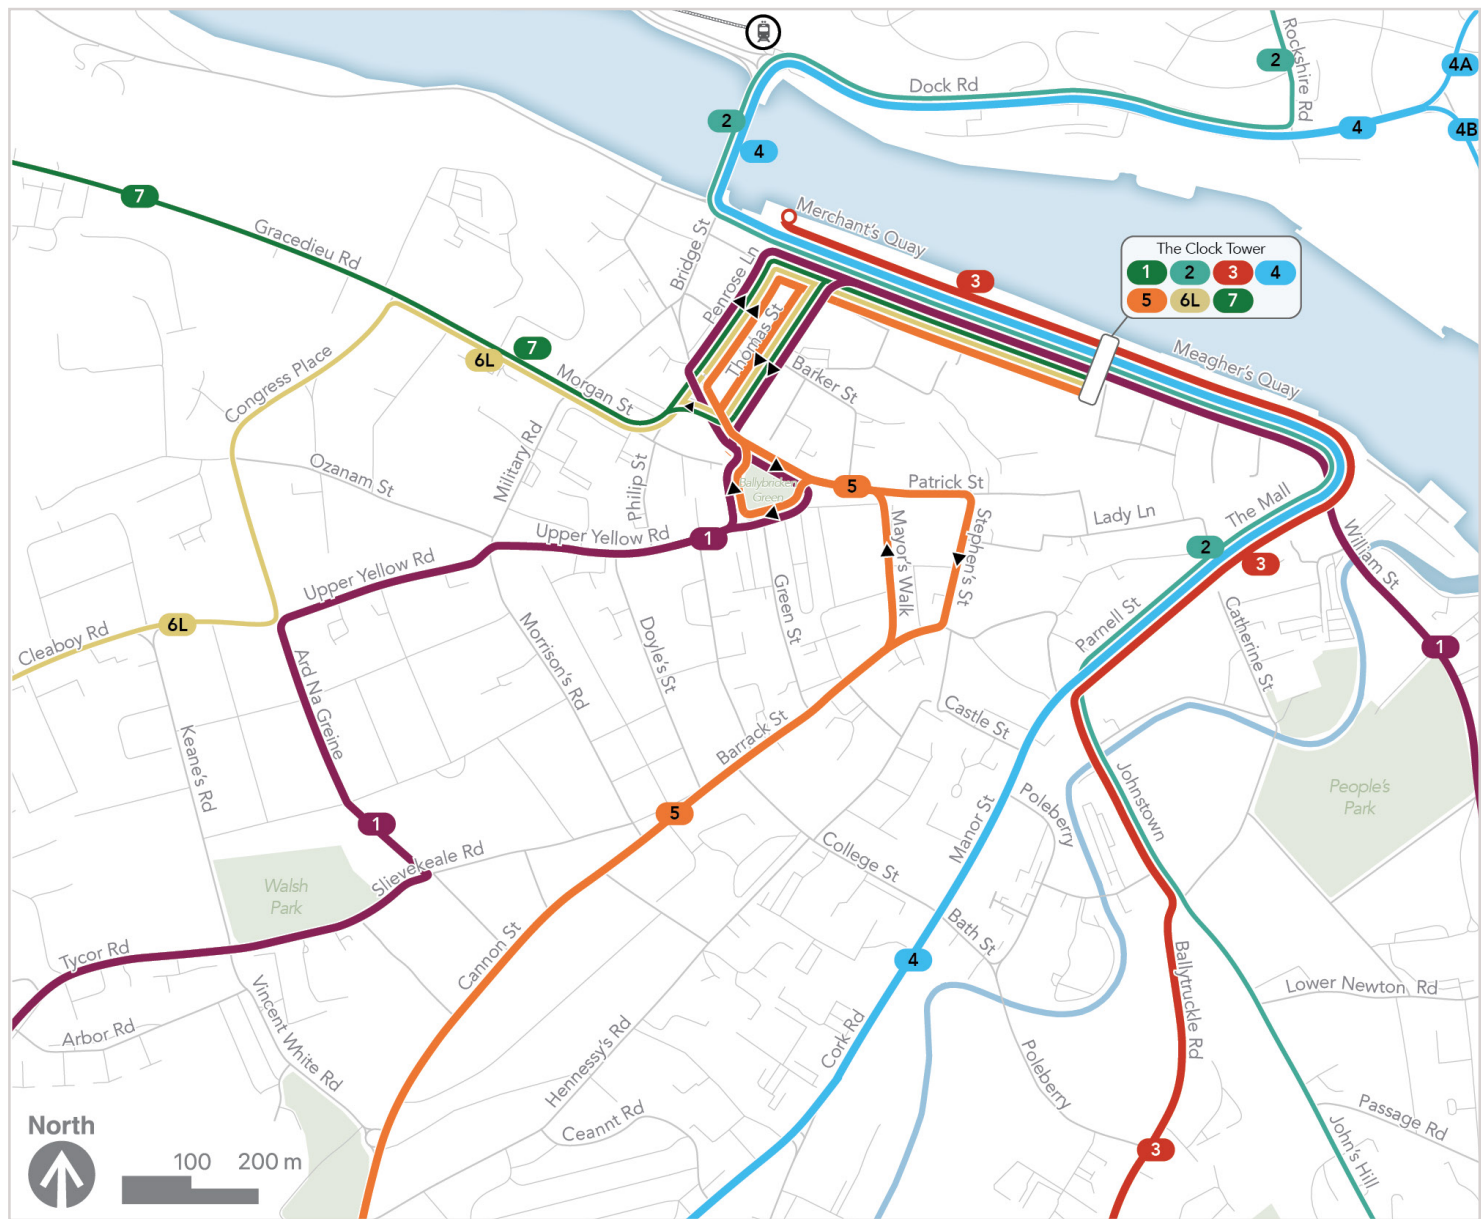 Dock Rd
2
Rockshire Rd
4A
4
4B
2
4
7
Gracedieu Rd
Bridge St
Merchant's Quay
3
The Clock Tower
1 2 3 4
5 6L 7
Penrose Ln
Thomas St
Barker St
Meagher's Quay
7
6L
Morgan St
Congress Place
Ozanam St
Military Rd
Philip St
Ballybricken
Green
5
Patrick St
Lady Ln
The Mall
2
3
William St
1
Upper Yellow Rd
Upper Yellow Rd
1
Mayor's Walk
Stephen's St
Green St
Cleaboy Rd
6L
Ard Na Greine
Morrison's Rd
Doyle's St
Parnell St
Catherine St
Castle St
Barrack St
Keane's Rd
1
5
People's
Park
Johnstown
Poleberry
Manor St
College St
Slievekeale Rd
Walsh
Park
Tycor Rd
Cannon St
Bath St
4
Ballytruckle Rd
Lower Newton Rd
Arbor Rd
Vincent White Rd
Hennessy's Rd
Cork Rd
Poleberry
Ceannt Rd
Passage Rd
3
John's Hill
North
100 200 m